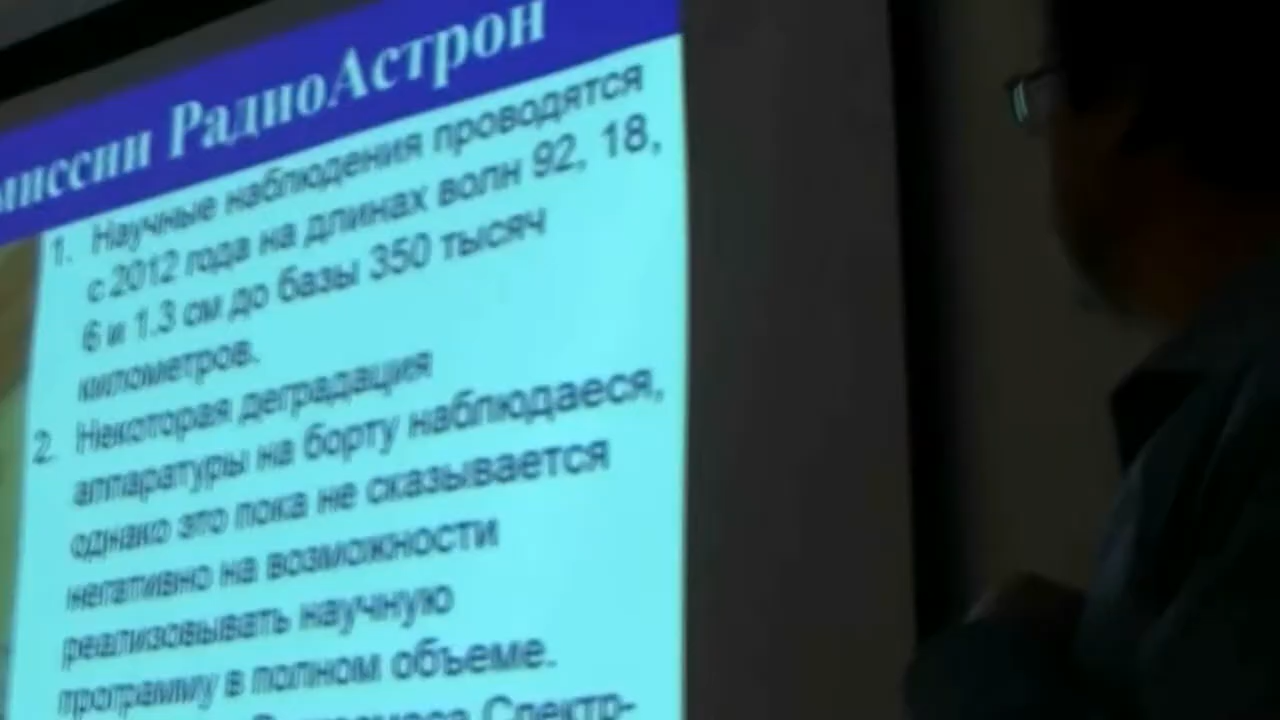 миссии РадиоАстрон
1. Научные наблюдения проводятся
с 2012 года на длинах волн 92, 18,
6 и 1.3 см до базы 350 тысяч
километров.
2. Некоторая деградация
аппаратуры на борту наблюдаеся,
однако это пока не сказывается
негативно на возможности
реализовывать научную
программу в полном объеме.
Спектр-